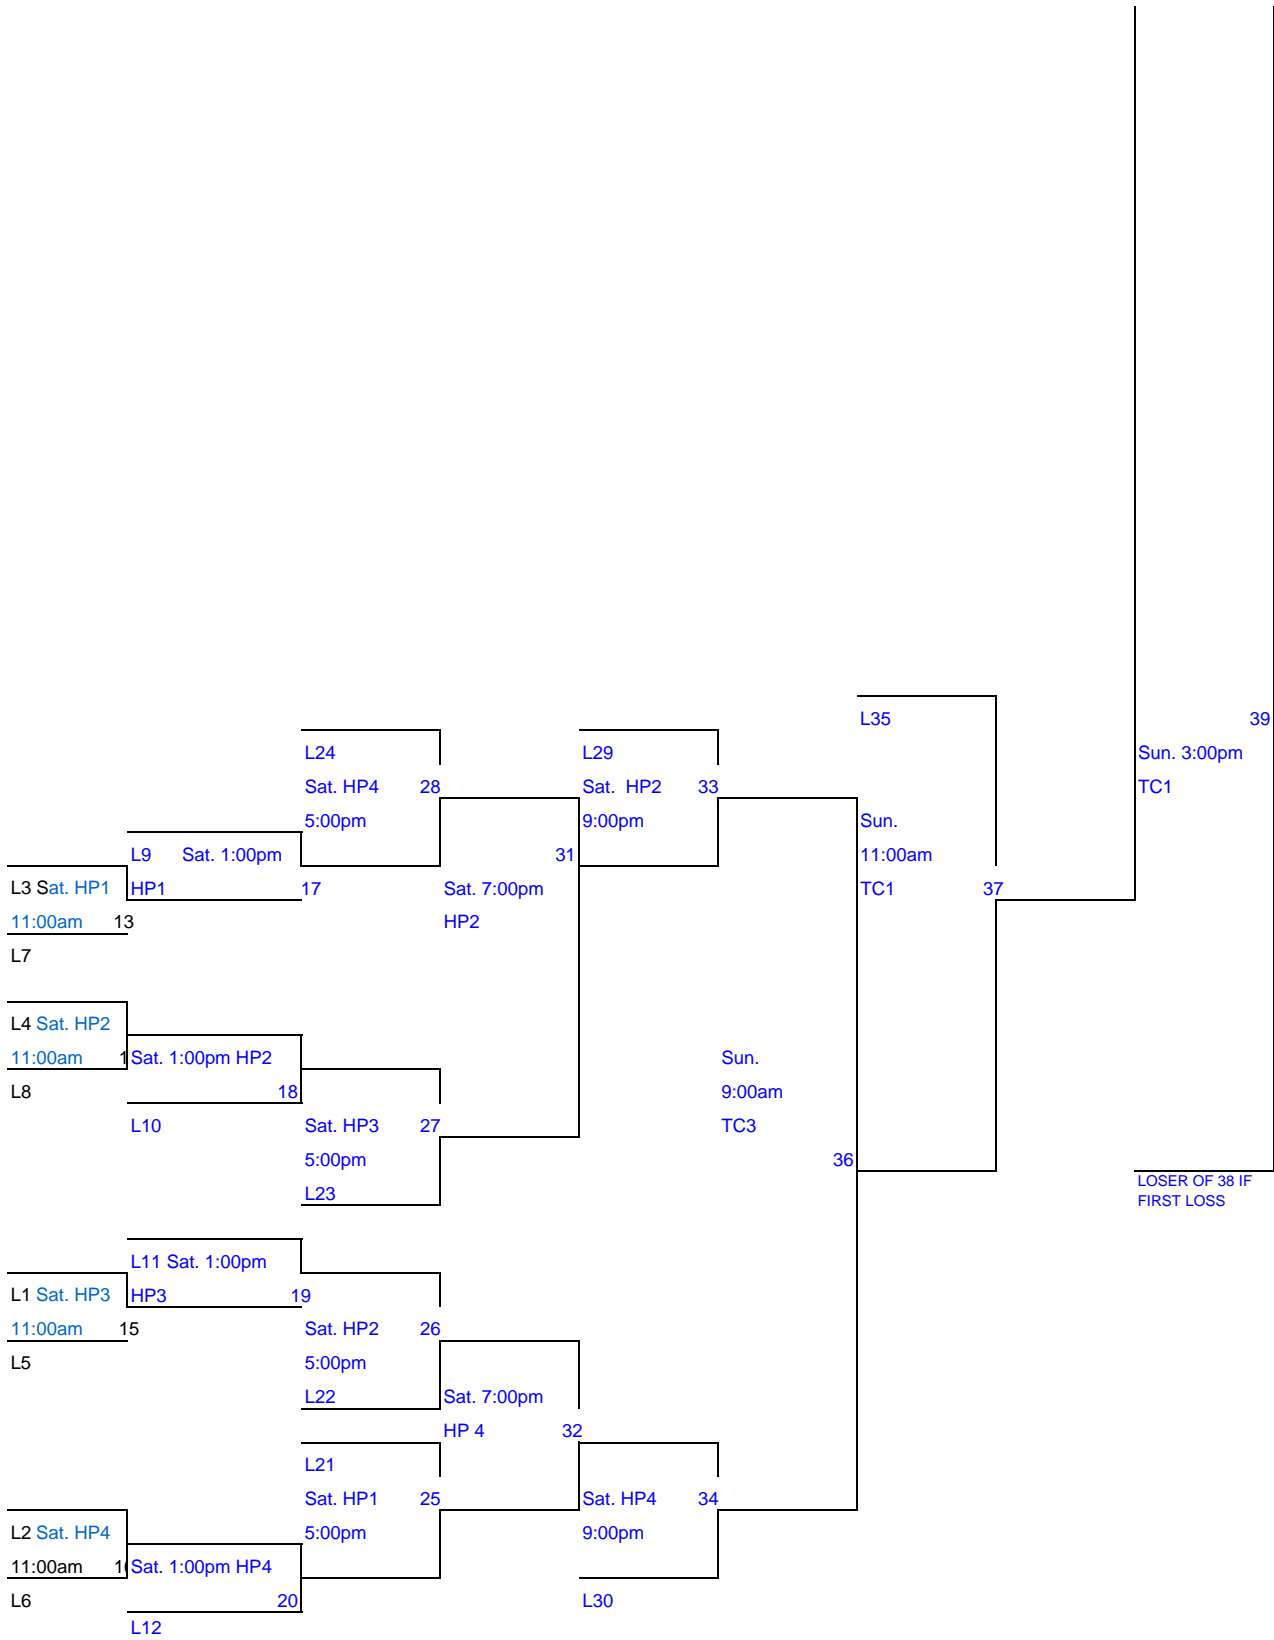 L35
39
L24
L29
Sun. 3:00pm
Sat. HP4 28
Sat. HP2 33
TC1
5:00pm
9:00pm
Sun.
L9 Sat. 1:00pm
31
11:00am
L3 Sat. HP1
HP1 17
Sat. 7:00pm
TC1 37
11:00am 13
HP2
L7
L4 Sat. HP2
11:00am
Sat. 1:00pm HP2
Sun.
L8
18
9:00am
L10
Sat. HP3 27
TC3
5:00pm
36
L23
LOSER OF 38 IF
FIRST LOSS
L11 Sat. 1:00pm
L1 Sat. HP3
HP3 19
11:00am 15
Sat. HP2 26
L5
5:00pm
L22
Sat. 7:00pm
HP 4 32
L21
Sat. HP1 25
Sat. HP4 34
L2 Sat. HP4
5:00pm
9:00pm
11:00am
Sat. 1:00pm HP4
L6
20
L30
L12